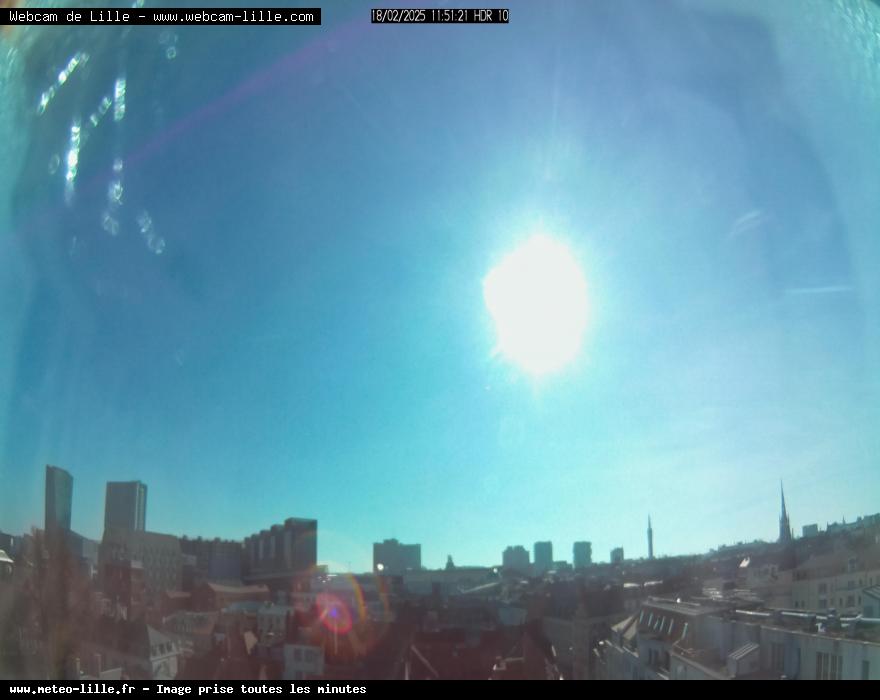 Webcam de Lille - www.webcam-lille.com
18/02/2025 11:51:21 HDR 10
www.meteo-lille.fr - Image prise toutes les minutes